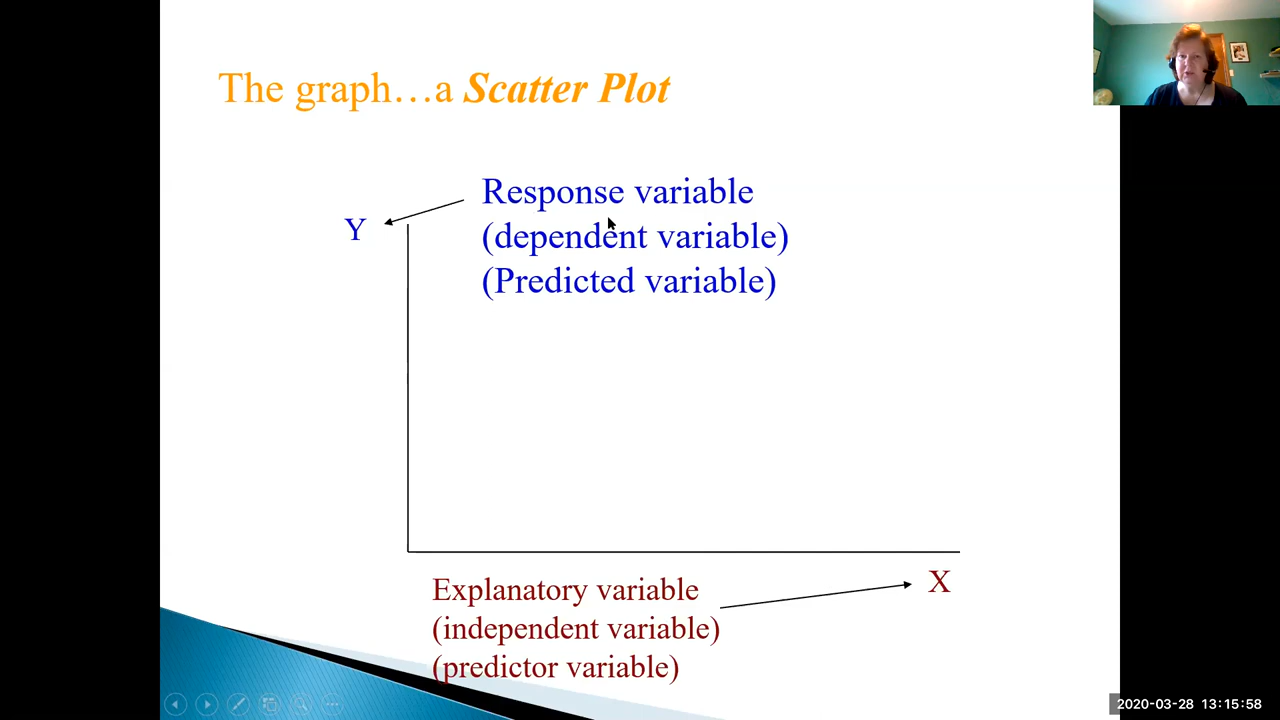 The graph…a Scatter Plot
Response variable
Y
(dependent variable)
(Predicted variable)
Explanatory variable
X
(independent variable)
(predictor variable)
2020-03-28 13:15:58